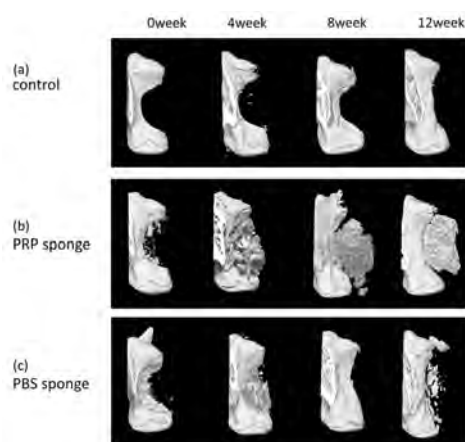 0week 4week 8week 12week
(a)
control
(b)
PRP sponge
(c)
PBS sponge